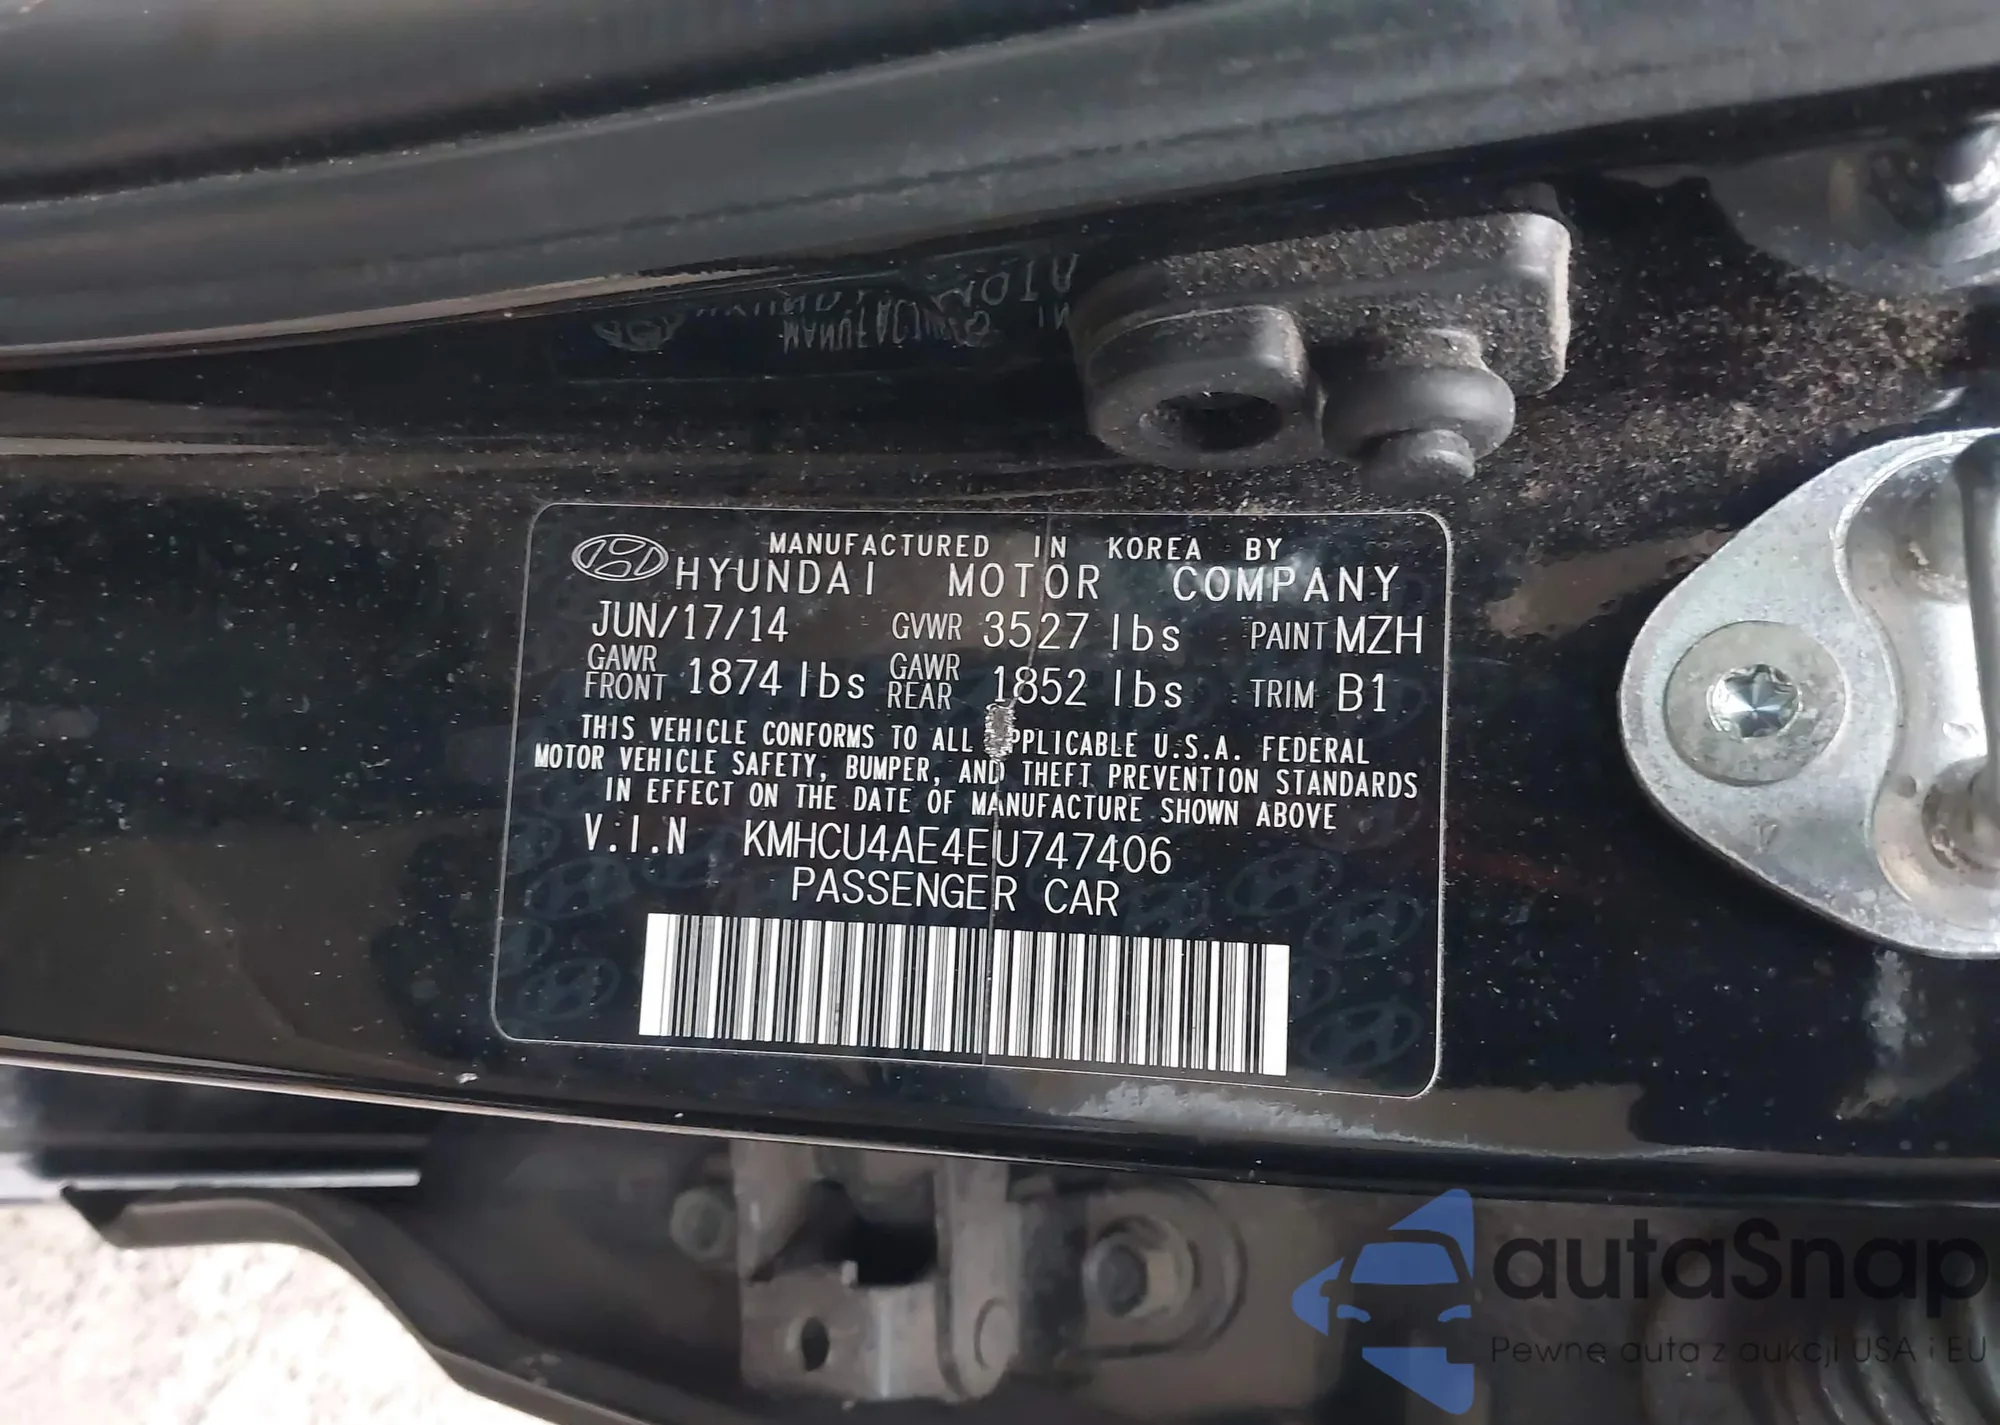 MANUFACTURED IN KOREA BY
HYUNDAI MOTOR COMPANY
JUN/17/14 GVWR 3527 lbs PAINT MZH
GAWR FRONT 1874 lbs GAWR REAR 1852 lbs TRIM B1
THIS VEHICLE CONFORMS TO ALL PPLICABLE U.S.A. FEDERAL
MOTOR VEHICLE SAFETY, BUMPER, AND THEFT PREVENTION STANDARDS
IN EFFECT ON THE DATE OF MANUFACTURE SHOWN ABOVE
V.I.N KMHCU4AE4EU747406
PASSENGER CAR
autaSnap
Pewne auta z aukcji USA i EU